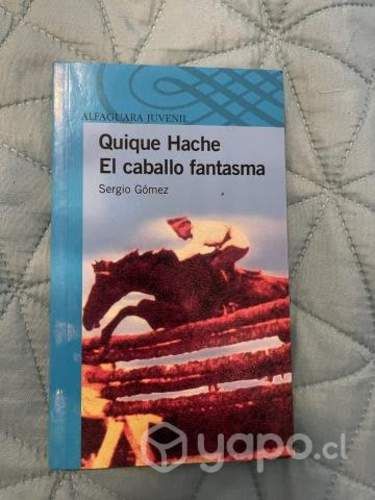 ALFAGUARA JUVENIL
Quique Hache
El caballo fantasma
Sergio Gómez
yapo.cl